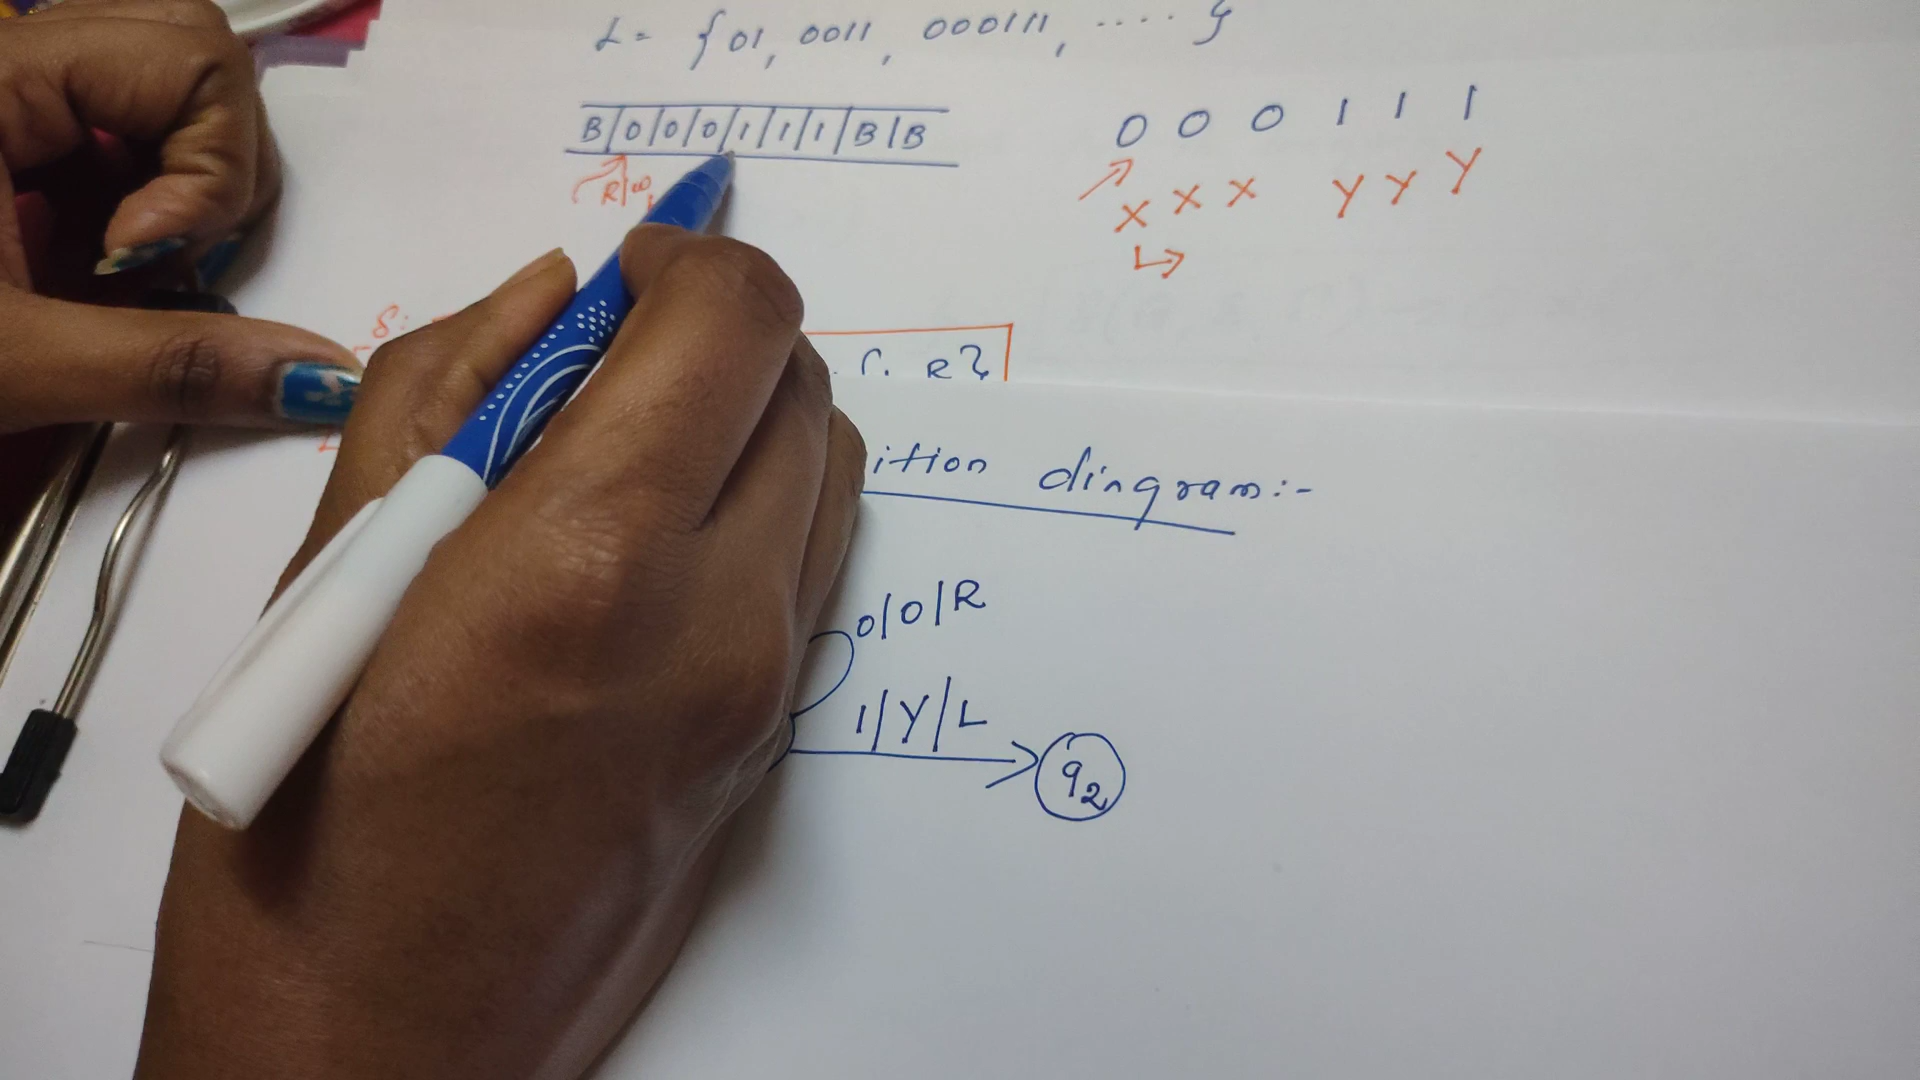 L = {01, 0011, 000111, ....}
B|0|0|0|1|1|1|B|B
R|W
0 0 0 1 1 1
X X X Y Y Y
δ:
R}
ition diagram:-
0|0|R
1|Y|L
q2